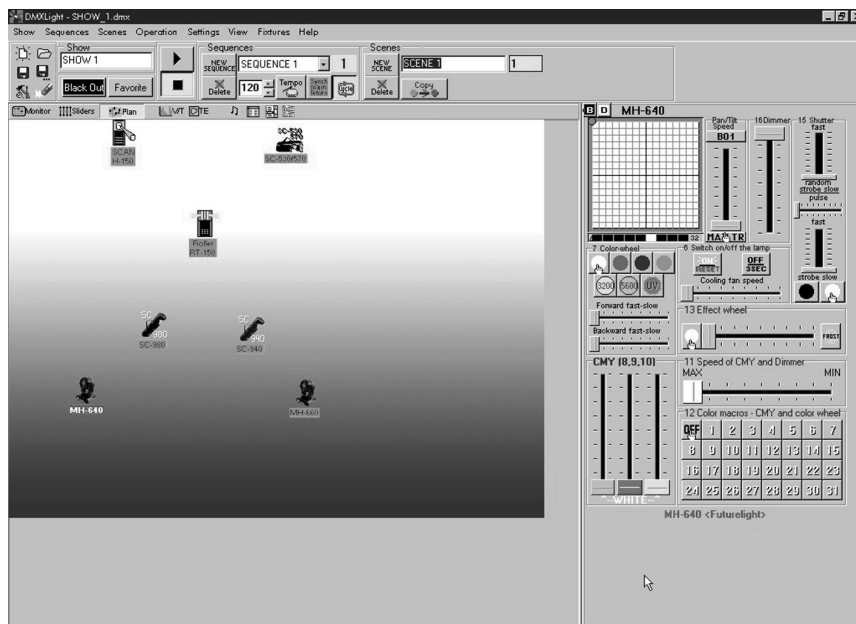 DMXLight - SHOW_1.dmx
Show Sequences Scenes Operation Settings View Fixtures Help
Show
SHOW 1
Black Out Favorite
Sequences
NEW SEQUENCE SEQUENCE 1 1
Delete 120 Tempo Cycle
Scenes
NEW SCENE SCENE 1 1
Delete Copy
Monitor Sliders Plan V/T TE
SCAN
H-150
SC-530/570
Roller
RT-150
SC 980
SC-980
SC 940
SC-940
MH-640
MH-660
B D MH-640
Pan/Tilt
Speed
B01
32
16 Dimmer
15 Shutter
fast
random
strobe slow
pulse
fast
strobe slow
7 Color-wheel
3200 5600 UV
Forward fast-slow
Backward fast-slow
6 Switch on/off the lamp
ON
RESET
OFF
3SEC
Cooling fan speed
13 Effect wheel
FROST
CMY (8,9,10)
^--WHITE--^
11 Speed of CMY and Dimmer
MAX MIN
12 Color macros - CMY and color wheel
OFF 1 2 3 4 5 6 7
8 9 10 11 12 13 14 15
16 17 18 19 20 21 22 23
24 25 26 27 28 29 30 31
MH-640 <Futurelight>